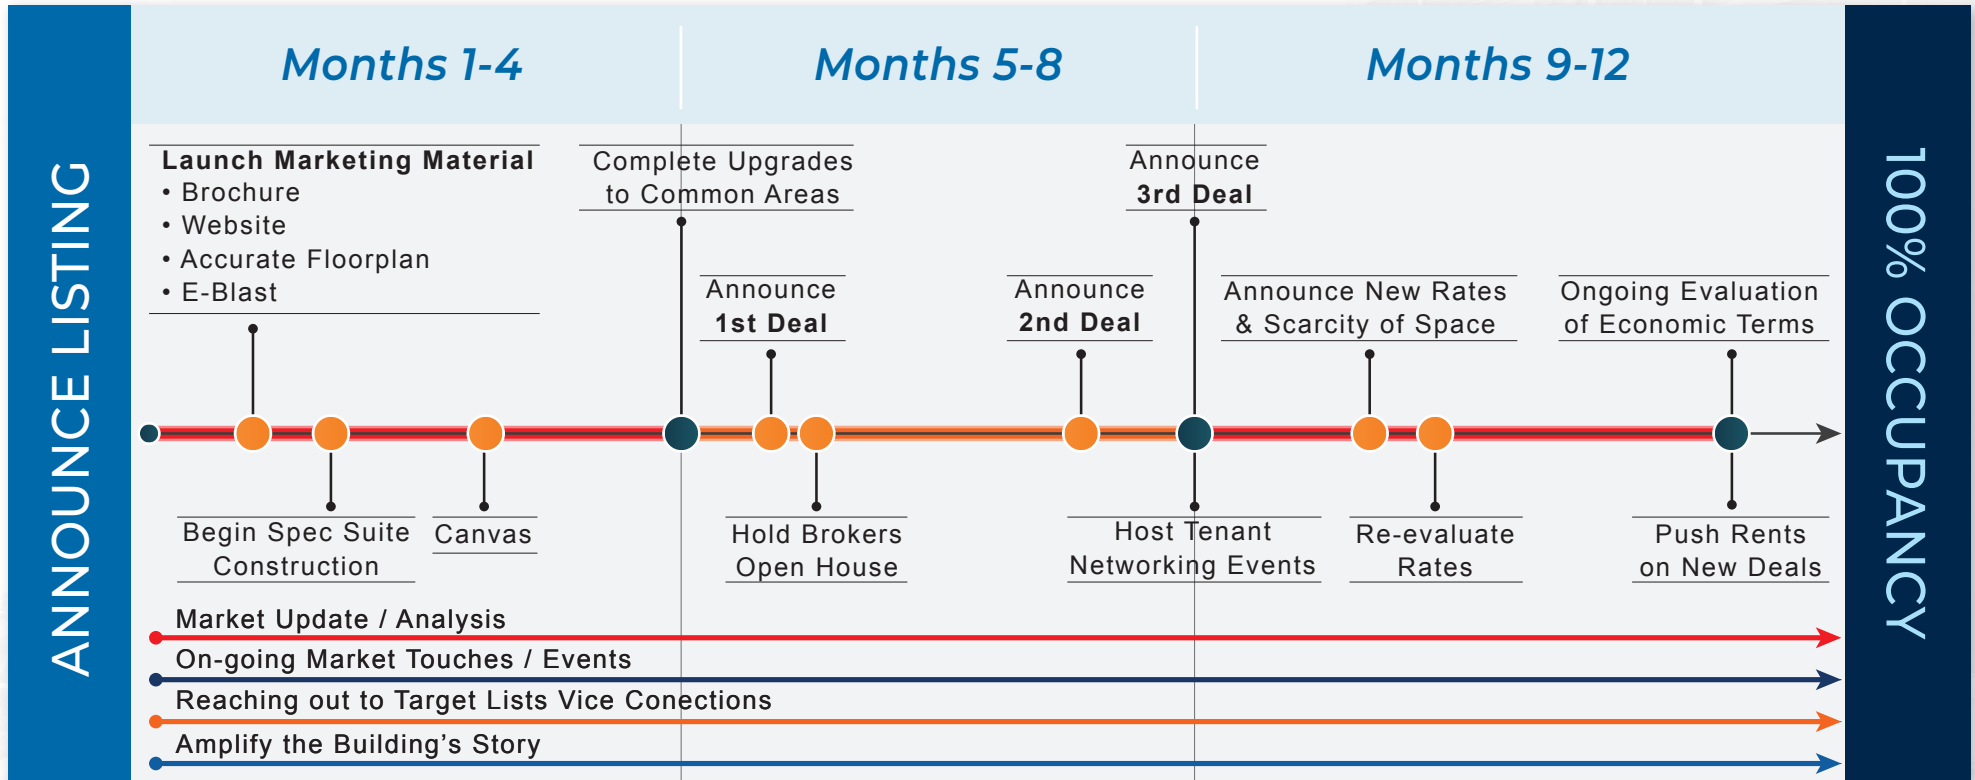 ANNOUNCE LISTING
Months 1-4
Months 5-8
Months 9-12
Launch Marketing Material
• Brochure
• Website
• Accurate Floorplan
• E-Blast
Complete Upgrades
to Common Areas
Announce
3rd Deal
Announce
1st Deal
Announce
2nd Deal
Announce New Rates
& Scarcity of Space
Ongoing Evaluation
of Economic Terms
Begin Spec Suite
Construction
Canvas
Hold Brokers
Open House
Host Tenant
Networking Events
Re-evaluate
Rates
Push Rents
on New Deals
Market Update / Analysis
On-going Market Touches / Events
Reaching out to Target Lists Vice Conections
Amplify the Building’s Story
100% OCCUPANCY